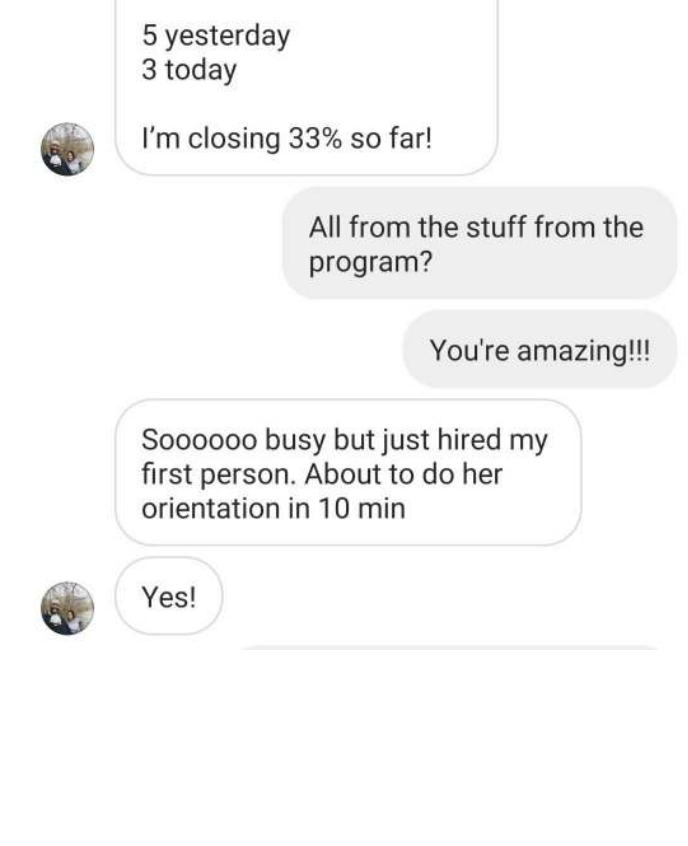 5 yesterday
3 today
I'm closing 33% so far!
All from the stuff from the
program?
You're amazing!!!
Soooooo busy but just hired my
first person. About to do her
orientation in 10 min
Yes!